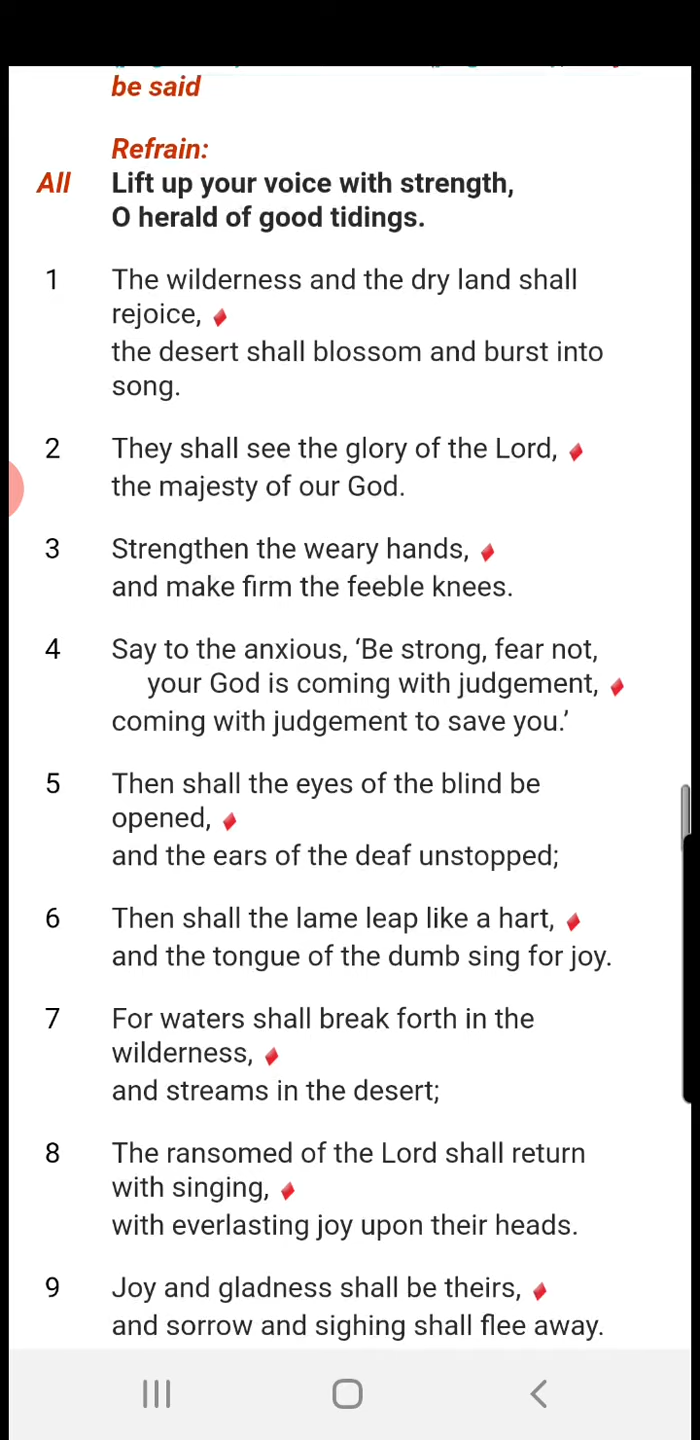 be said
Refrain:
All Lift up your voice with strength,
O herald of good tidings.
1 The wilderness and the dry land shall
rejoice, ♦
the desert shall blossom and burst into
song.
2 They shall see the glory of the Lord, ♦
the majesty of our God.
3 Strengthen the weary hands, ♦
and make firm the feeble knees.
4 Say to the anxious, ‘Be strong, fear not,
your God is coming with judgement, ♦
coming with judgement to save you.’
5 Then shall the eyes of the blind be
opened, ♦
and the ears of the deaf unstopped;
6 Then shall the lame leap like a hart, ♦
and the tongue of the dumb sing for joy.
7 For waters shall break forth in the
wilderness, ♦
and streams in the desert;
8 The ransomed of the Lord shall return
with singing, ♦
with everlasting joy upon their heads.
9 Joy and gladness shall be theirs, ♦
and sorrow and sighing shall flee away.